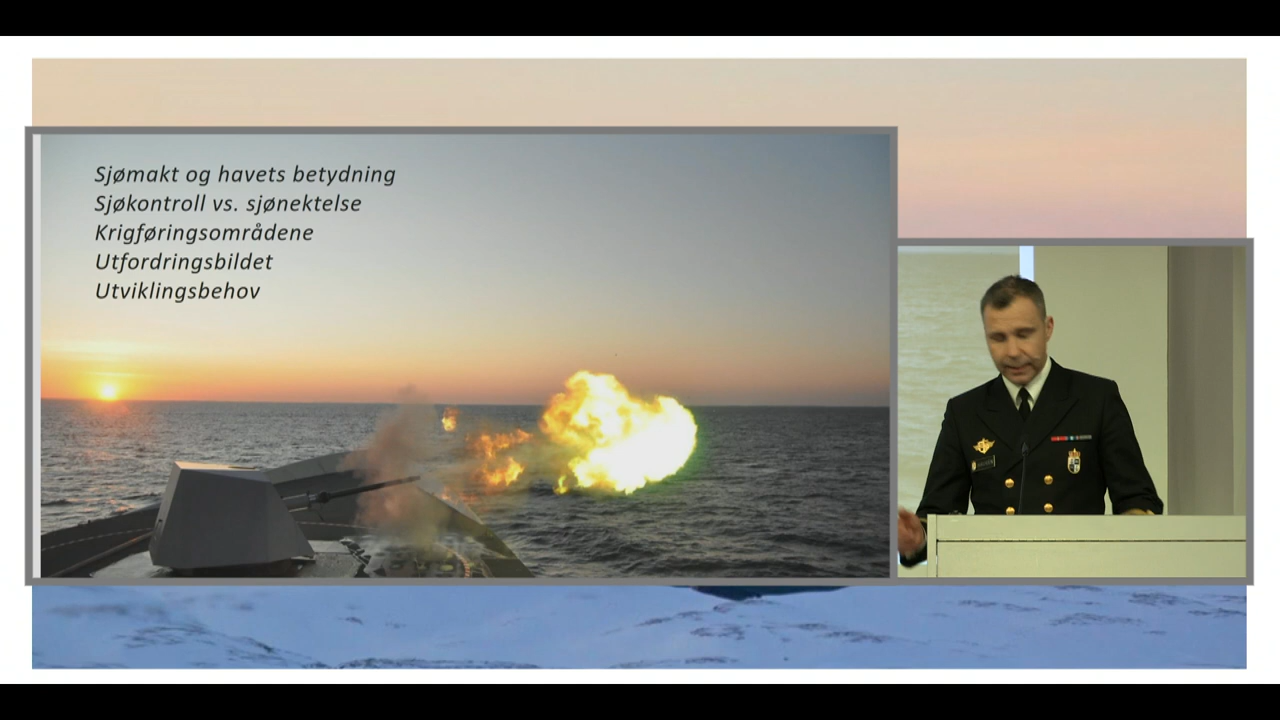 Sjømakt og havets betydning
Sjøkontroll vs. sjønektelse
Krigføringsområdene
Utfordringsbildet
Utviklingsbehov